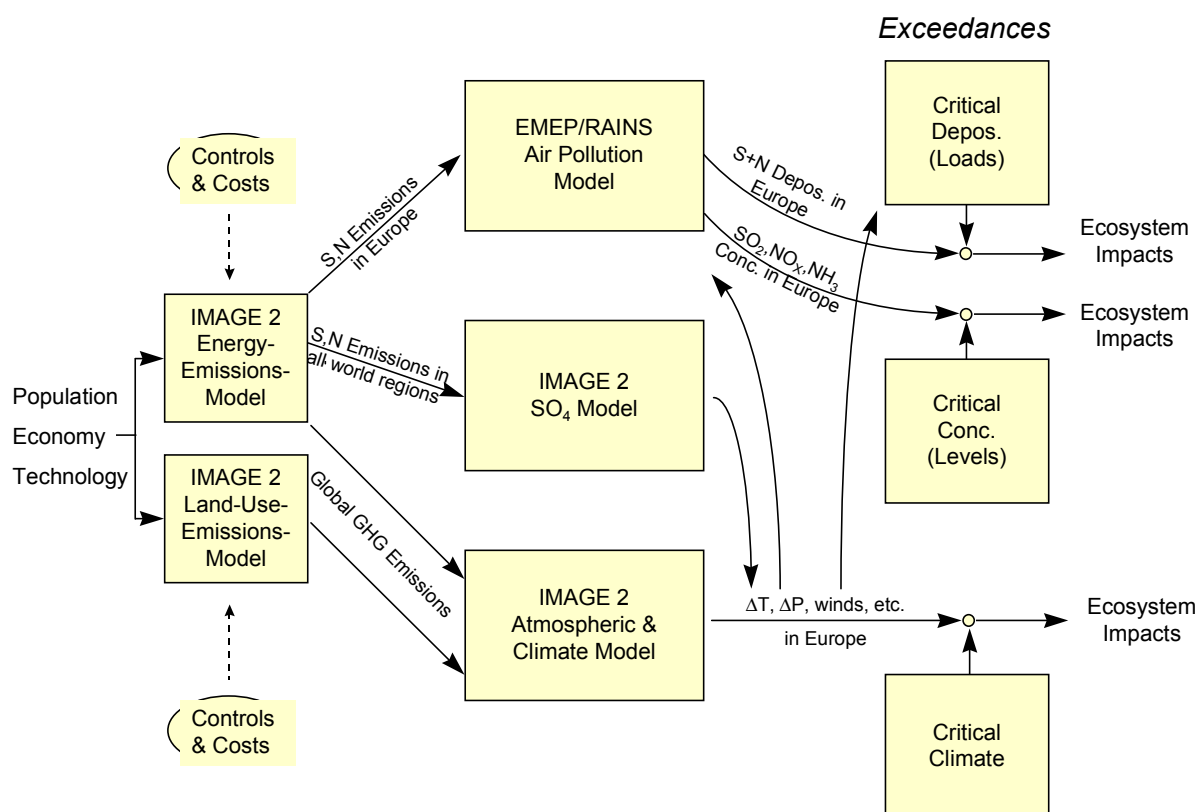 Exceedances
Controls
& Costs
EMEP/RAINS
Air Pollution
Model
Critical
Depos.
(Loads)
S,N Emissions
in Europe
S+N Depos. in
Europe
SO₂,NOₓ,NH₃
Conc. in Europe
Ecosystem
Impacts
Ecosystem
Impacts
Population
Economy
Technology
IMAGE 2
Energy-
Emissions-
Model
S,N Emissions in
all world regions
IMAGE 2
SO₄ Model
Critical
Conc.
(Levels)
IMAGE 2
Land-Use-
Emissions-
Model
Global GHG Emissions
IMAGE 2
Atmospheric &
Climate Model
ΔT, ΔP, winds, etc.
in Europe
Ecosystem
Impacts
Controls
& Costs
Critical
Climate